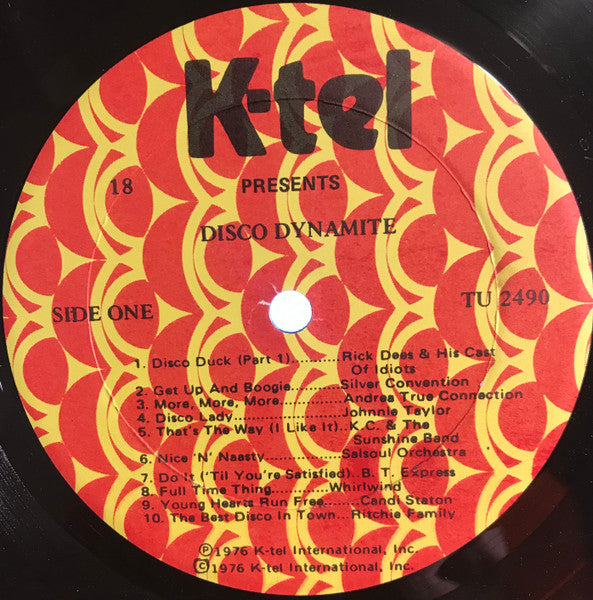 K-tel
18
PRESENTS
DISCO DYNAMITE
SIDE ONE
TU 2490
1. Disco Duck (Part 1)...........Rick Dees & His Cast
Of Idiots
2. Get Up And Boogie...........Silver Convention
3. More, More, More...........Andrea True Connection
4. Disco Lady.......................Johnnie Taylor
5. That's The Way (I Like It)..K.C. & The
Sunshine Band
6. Nice 'N' Naasty...............Salsoul Orchestra
7. Do It ('Til You're Satisfied)..B. T. Express
8. Full Time Thing............Whirlwind
9. Young Hearts Run Free.......Candi Staton
10. The Best Disco In Town...Ritchie Family
Ⓟ1976 K-tel International, Inc.
©1976 K-tel International, Inc.